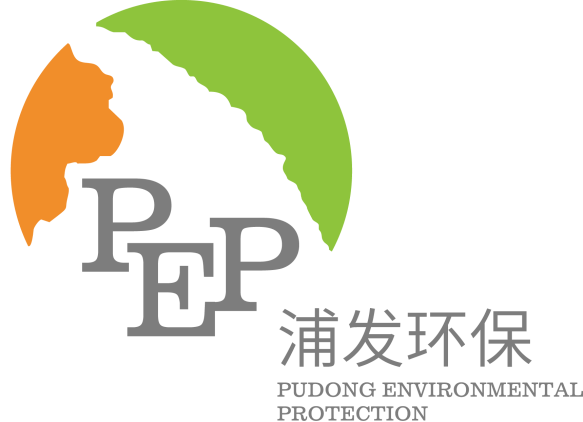 PEP
浦发环保
PUDONG ENVIRONMENTAL
PROTECTION